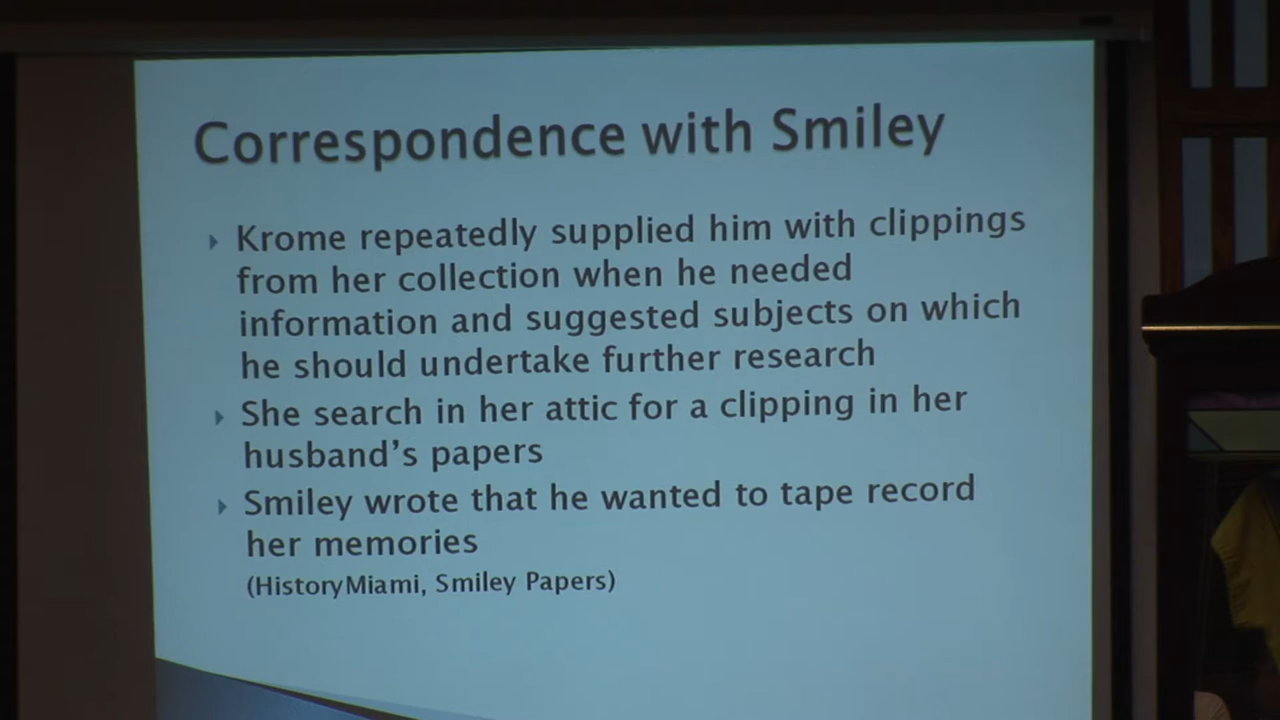 Correspondence with Smiley
Krome repeatedly supplied him with clippings
from her collection when he needed
information and suggested subjects on which
he should undertake further research
She search in her attic for a clipping in her
husband's papers
Smiley wrote that he wanted to tape record
her memories
(HistoryMiami, Smiley Papers)